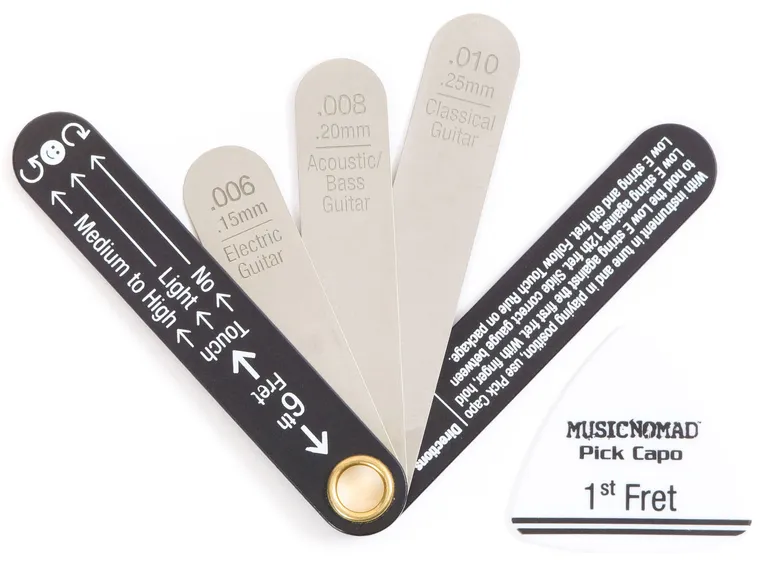 .006
.15mm
Electric
Guitar
.008
.20mm
Acoustic/
Bass
Guitar
.010
.25mm
Classical
Guitar
No
Light
Medium to High
Touch
6th
Fret
Directions
With instrument in tune and in playing position, use Pick Capo
to hold the Low E string against the first fret. With finger, hold
Low E string against 12th fret. Slide correct gauge between
Low E string and 6th fret. Follow Touch Rule on package.
MUSICNOMAD
Pick Capo
1st Fret